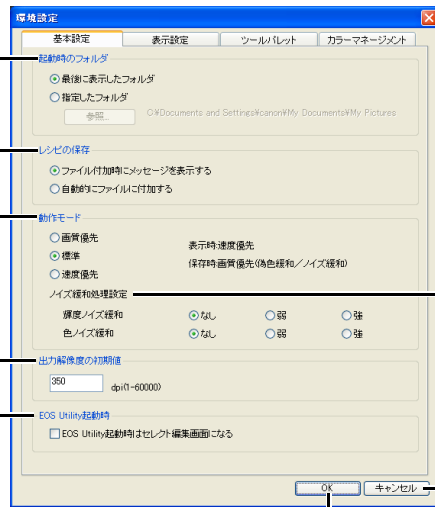 環境設定
基本設定 表示設定 ツールパレット カラーマネージメント
起動時のフォルダ
最後に表示したフォルダ
指定したフォルダ
参照... C:¥Documents and Settings¥canon¥My Documents¥My Pictures
レシピの保存
ファイル付加時にメッセージを表示する
自動的にファイルに付加する
動作モード
画質優先
標準
速度優先
表示時:速度優先
保存時:画質優先(偽色緩和/ノイズ緩和)
ノイズ緩和処理設定
輝度ノイズ緩和 なし 弱 強
色ノイズ緩和 なし 弱 強
出力解像度の初期値
350 dpi(1-60000)
EOS Utility起動時
EOS Utility起動時はセレクト編集画面になる
OK キャンセル